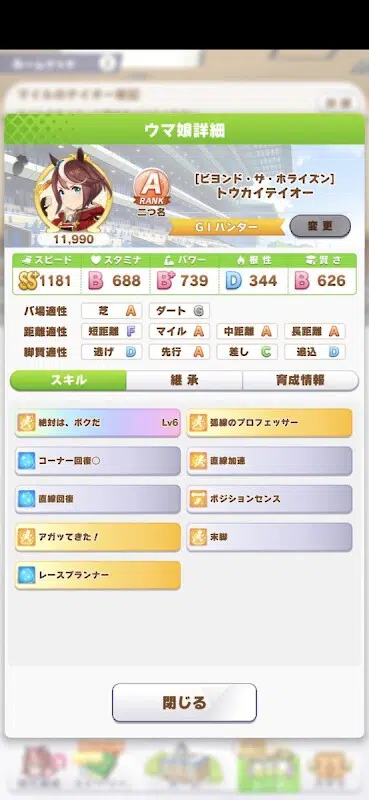 ウマ娘詳細
[ビヨンド・ザ・ホライズン]
トウカイテイオー
A
RANK
二つ名
GIハンター
変更
11,990
スピード スタミナ パワー 根性 賢さ
SS 1181 B 688 B+ 739 D 344 B 626
バ場適性 芝 A ダート G
距離適性 短距離 F マイル A 中距離 A 長距離 A
脚質適性 逃げ D 先行 A 差し C 追込 D
スキル 継承 育成情報
絶対は、ボクだ Lv6 弧線のプロフェッサー
コーナー回復○ 直線加速
直線回復 ポジションセンス
アガッてきた！ 末脚
レースプランナー
閉じる